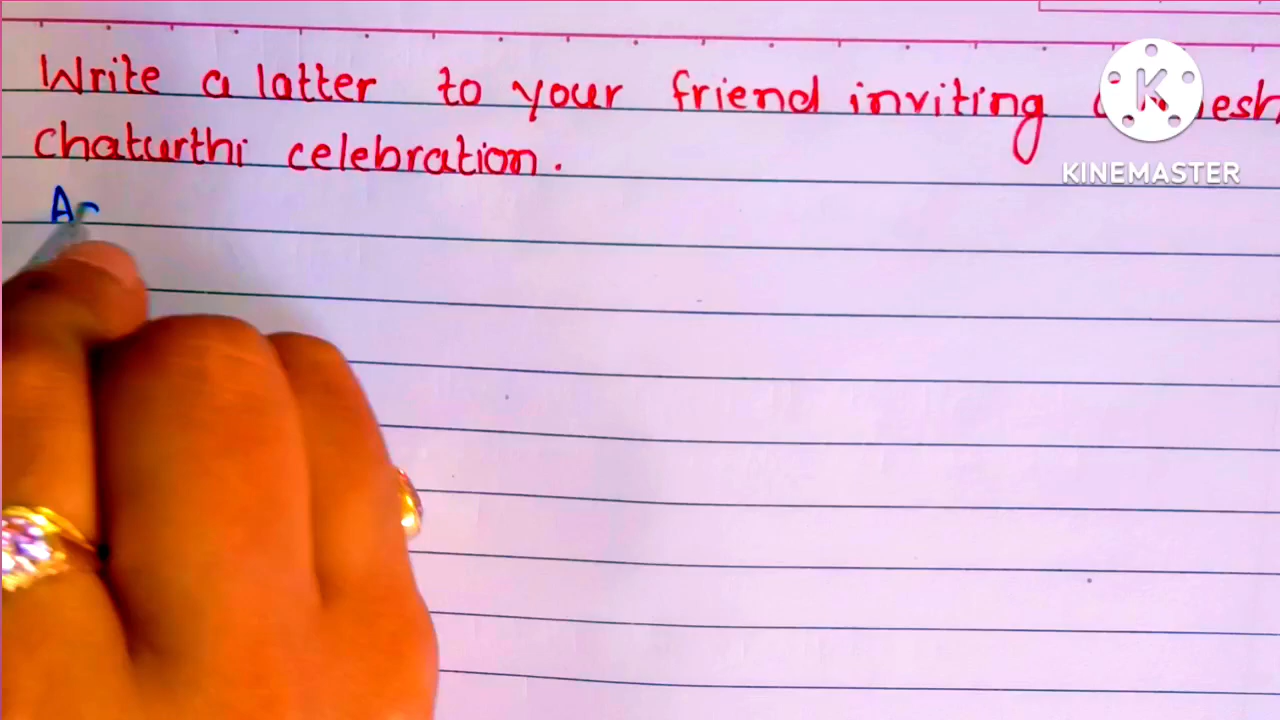 Write a latter to your friend inviting
chaturthi celebration.
A
KINEMASTER